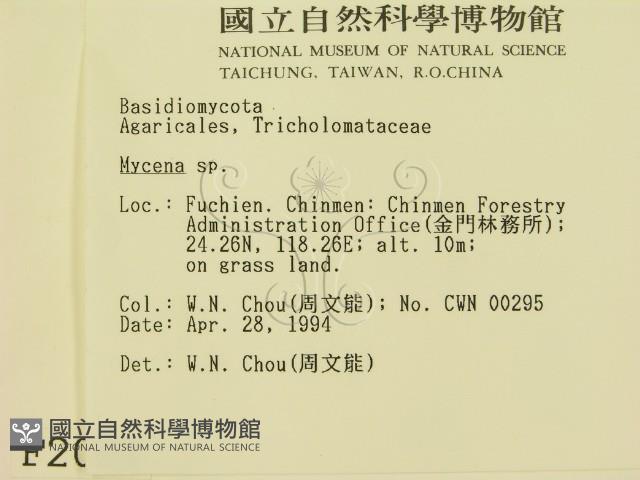 國立自然科學博物館
NATIONAL MUSEUM OF NATURAL SCIENCE
TAICHUNG, TAIWAN, R.O.CHINA
Basidiomycota
Agaricales, Tricholomataceae
Mycena sp.
Loc.: Fuchien. Chinmen: Chinmen Forestry
Administration Office(金門林務所);
24.26N, 118.26E; alt. 10m;
on grass land.
Col.: W.N. Chou(周文能); No. CWN 00295
Date: Apr. 28, 1994
Det.: W.N. Chou(周文能)
國立自然科學博物館
NATIONAL MUSEUM OF NATURAL SCIENCE